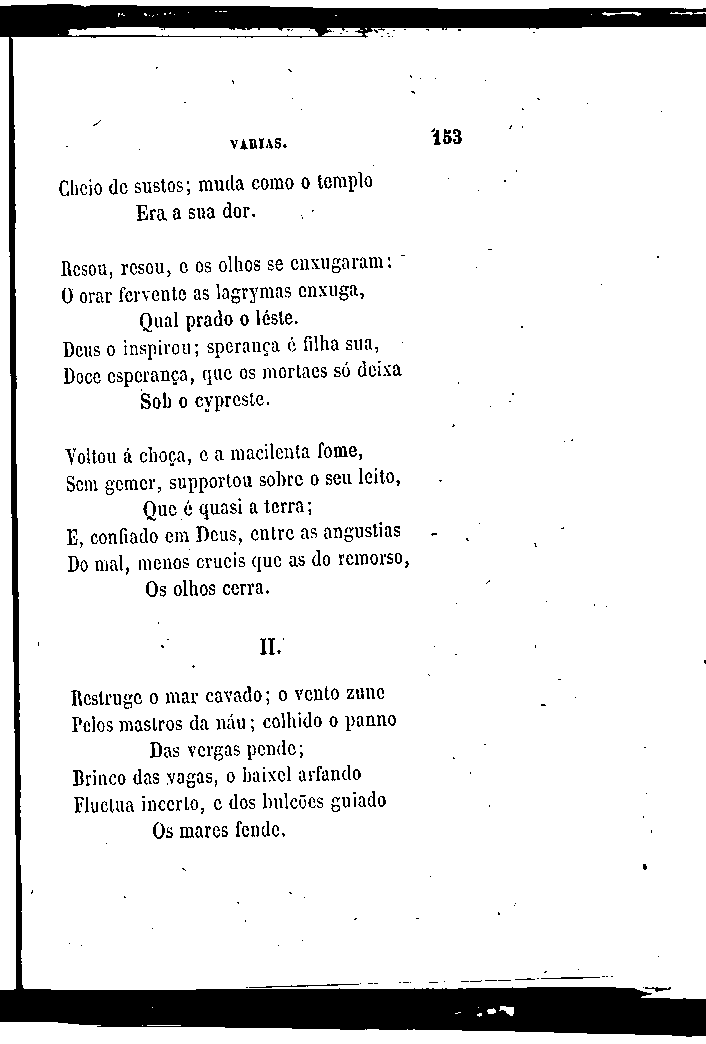 VARIAS. 153
Cheio de sustos; muda como o templo
Era a sua dor.
Resou, resou, e os olhos se enxugaram:
O orar fervente as lagrymas enxuga,
Qual prado o léste.
Deus o inspirou; sperança é filha sua,
Doce esperança, que os mortaes só deixa
Sob o cypreste.
Voltou á choça, e a macilenta fome,
Sem gemer, supportou sobre o seu leito,
Que é quasi a terra;
E, confiado em Deus, entre as angustias
Do mal, menos crueis que as do remorso,
Os olhos cerra.
II.
Restruge o mar cavado; o vento zune
Pelos mastros da náu; colhido o panno
Das vergas pende;
Brinco das vagas, o baixel arfando
Fluctua incerto, e dos bulcões guiado
Os mares fende.